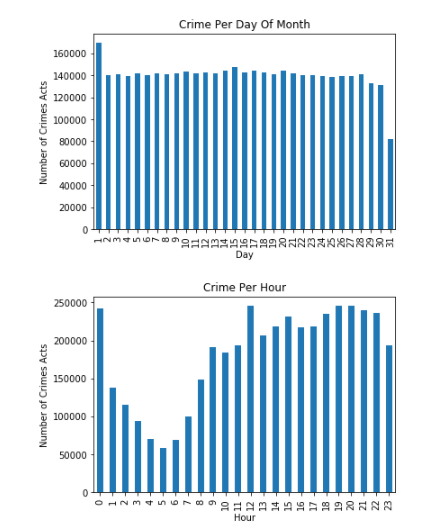 Crime Per Day Of Month
Number of Crimes Acts
160000
140000
120000
100000
80000
60000
40000
20000
0
1 2 3 4 5 6 7 8 9 10 11 12 13 14 15 16 17 18 19 20 21 22 23 24 25 26 27 28 29 30 31
Day
Crime Per Hour
Number of Crimes Acts
250000
200000
150000
100000
50000
0
0 1 2 3 4 5 6 7 8 9 10 11 12 13 14 15 16 17 18 19 20 21 22 23
Hour